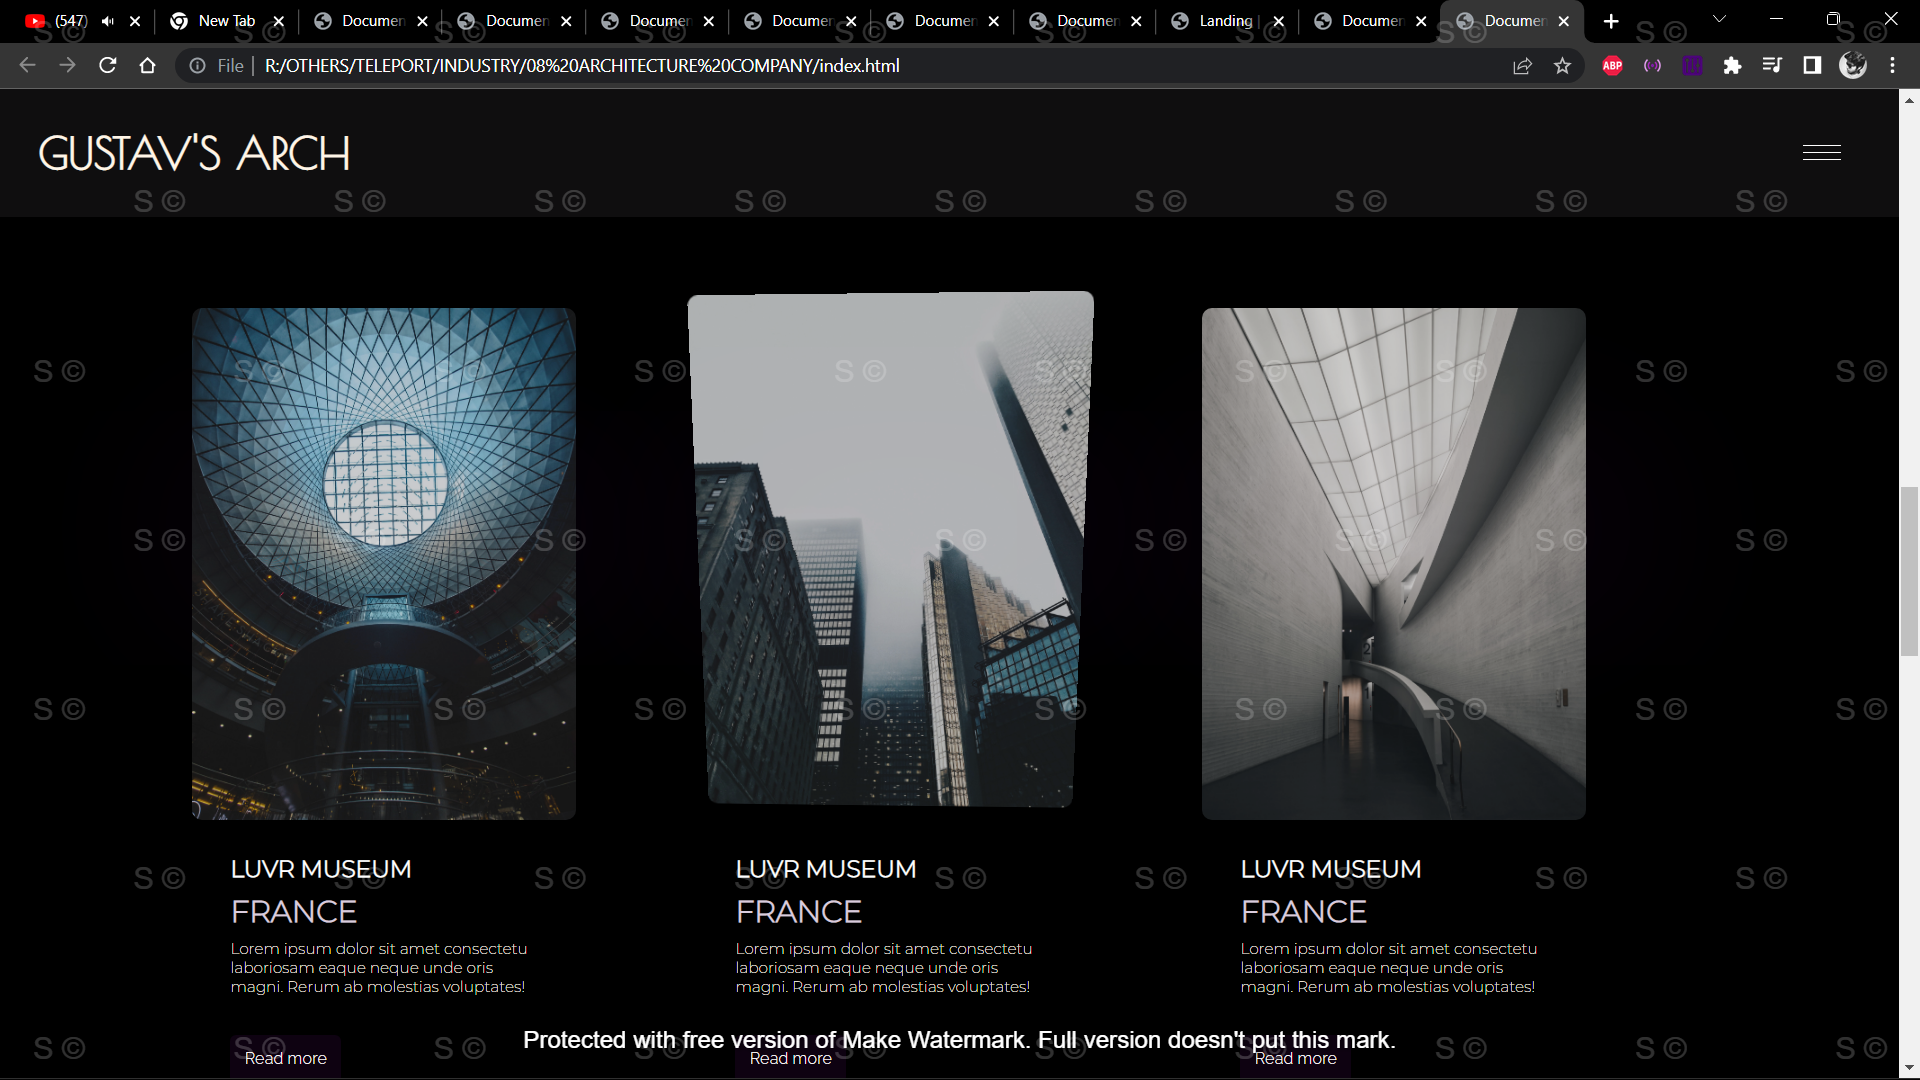 (547)
New Tab
Documen
Documen
Documen
Documen
Documen
Documen
Landing
Documen
Documen
File
R:/OTHERS/TELEPORT/INDUSTRY/08%20ARCHITECTURE%20COMPANY/index.html
ABP
GUSTAV'S ARCH
S © S © S © S © S © S © S © S © S ©
S © S © S © S © S © S © S © S © S © S ©
2
S © S © S © S © S © S © S ©
S © S © S © S © S © S © S © S © S © S ©
LUVR MUSEUM
FRANCE
Lorem ipsum dolor sit amet consectetu
laboriosam eaque neque unde oris
magni. Rerum ab molestias voluptates!
Read more
LUVR MUSEUM
FRANCE
Lorem ipsum dolor sit amet consectetu
laboriosam eaque neque unde oris
magni. Rerum ab molestias voluptates!
Read more
LUVR MUSEUM
FRANCE
Lorem ipsum dolor sit amet consectetu
laboriosam eaque neque unde oris
magni. Rerum ab molestias voluptates!
Read more
S © S © S © S © S © S © S © S © S ©
Protected with free version of Make Watermark. Full version doesn't put this mark.
S © S © S © S © S © S © S © S ©